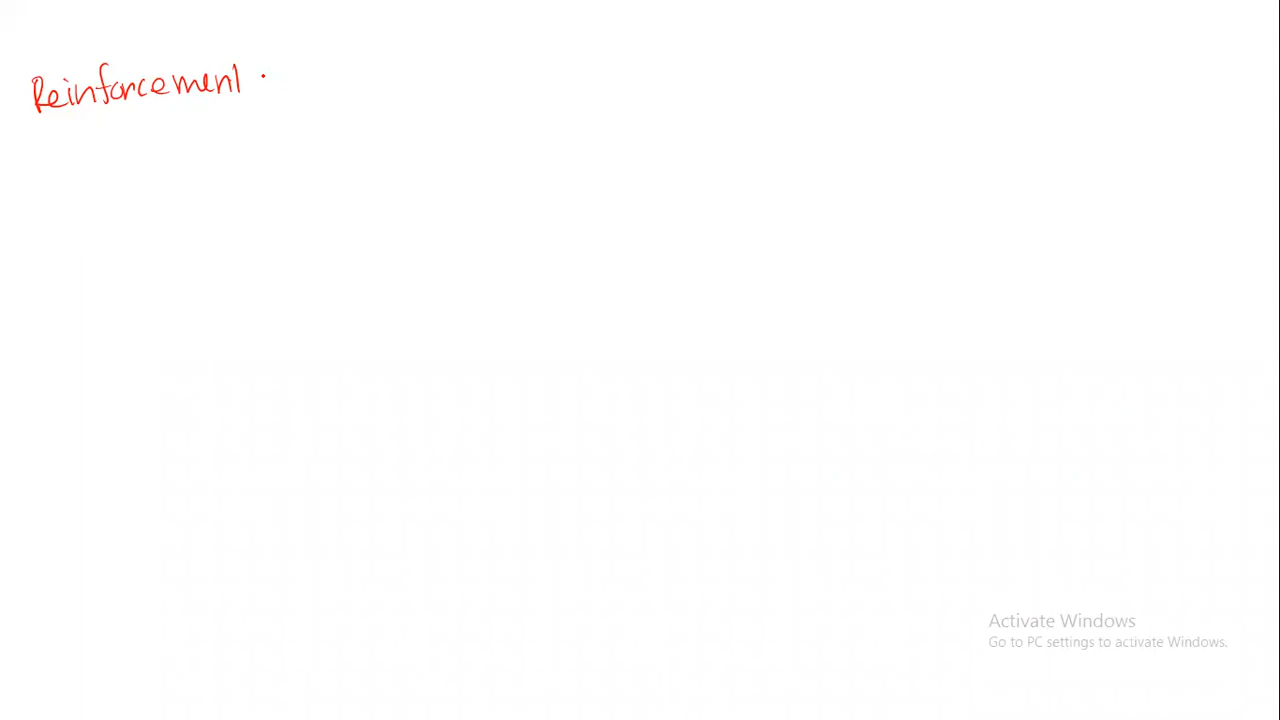 Reinforcement
Activate Windows
Go to PC settings to activate Windows.